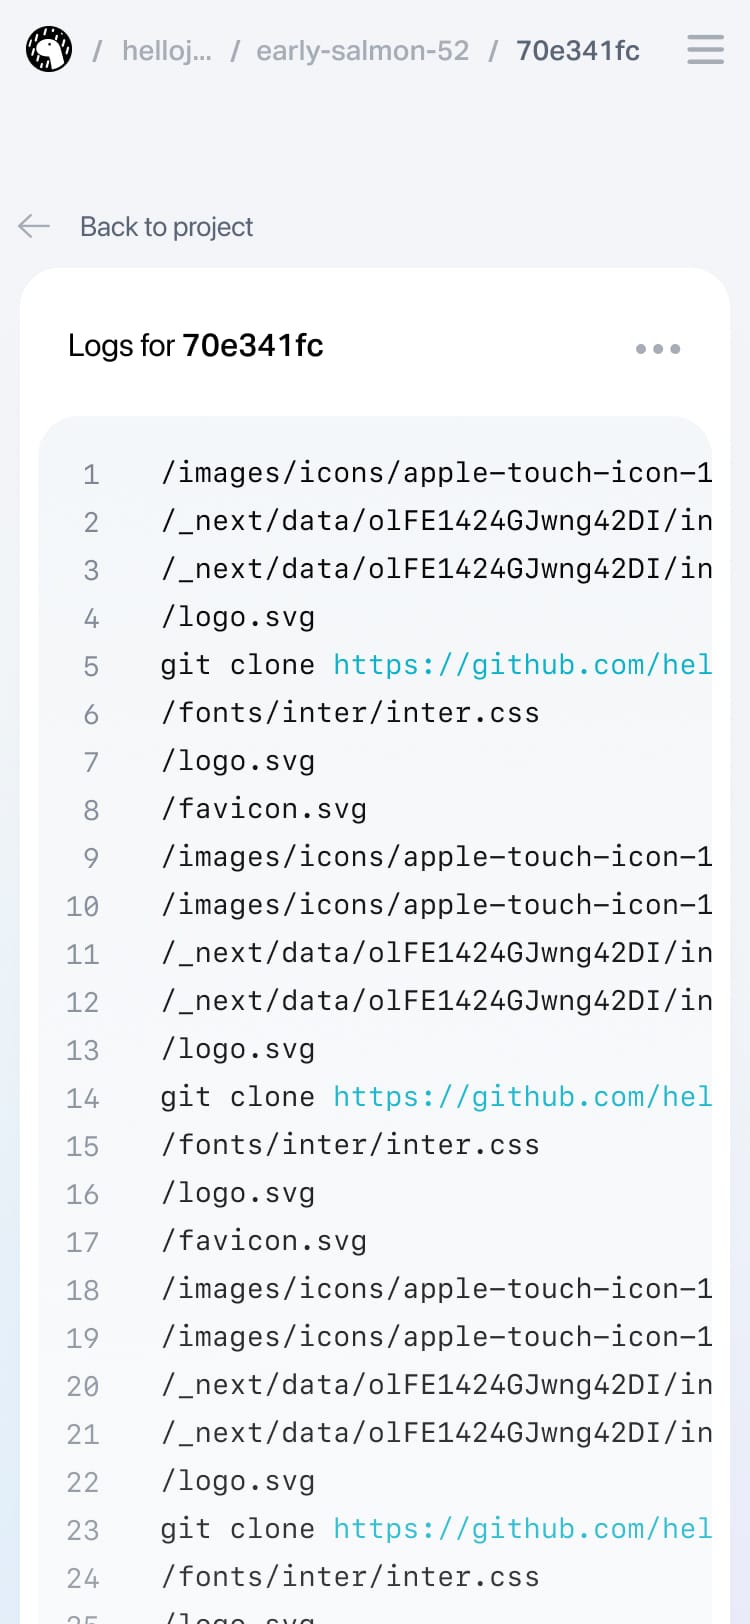 / helloj... / early-salmon-52 / 70e341fc
Back to project
Logs for 70e341fc
1 /images/icons/apple-touch-icon-1
2 /_next/data/olFE1424GJwng42DI/in
3 /_next/data/olFE1424GJwng42DI/in
4 /logo.svg
5 git clone https://github.com/hel
6 /fonts/inter/inter.css
7 /logo.svg
8 /favicon.svg
9 /images/icons/apple-touch-icon-1
10 /images/icons/apple-touch-icon-1
11 /_next/data/olFE1424GJwng42DI/in
12 /_next/data/olFE1424GJwng42DI/in
13 /logo.svg
14 git clone https://github.com/hel
15 /fonts/inter/inter.css
16 /logo.svg
17 /favicon.svg
18 /images/icons/apple-touch-icon-1
19 /images/icons/apple-touch-icon-1
20 /_next/data/olFE1424GJwng42DI/in
21 /_next/data/olFE1424GJwng42DI/in
22 /logo.svg
23 git clone https://github.com/hel
24 /fonts/inter/inter.css
25 /logo.svg